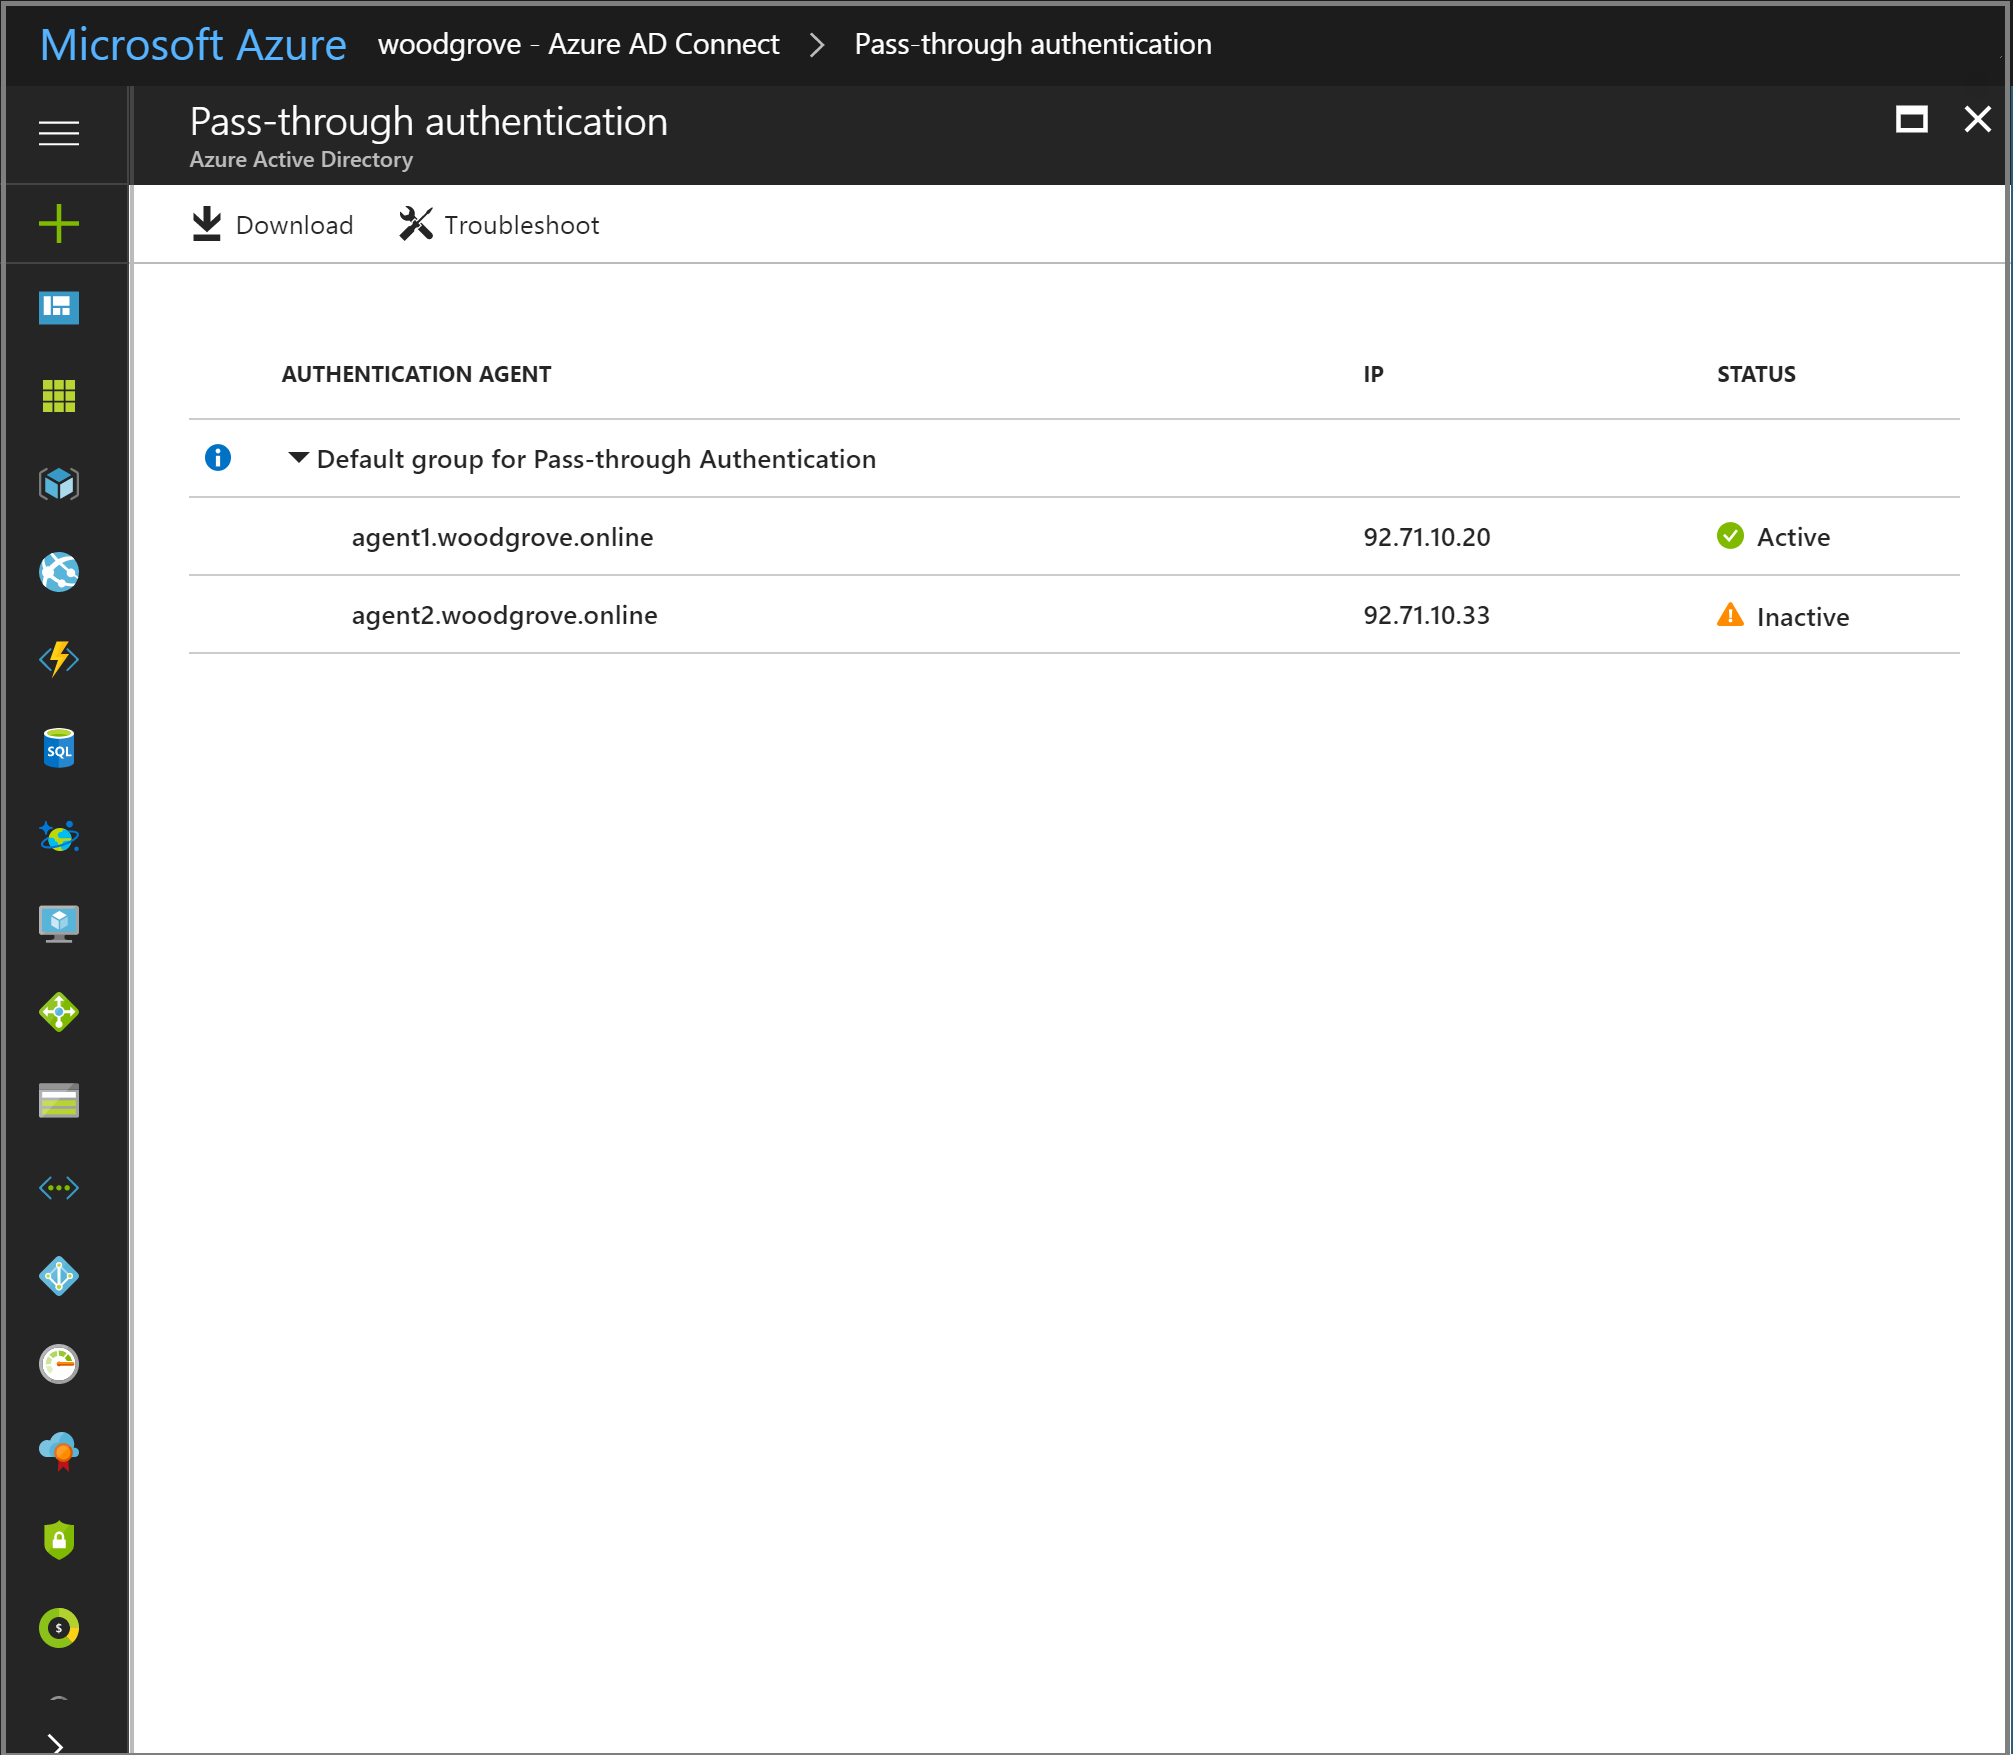 Microsoft Azure woodgrove - Azure AD Connect > Pass-through authentication
Pass-through authentication
Azure Active Directory
Download Troubleshoot
AUTHENTICATION AGENT IP STATUS
Default group for Pass-through Authentication
agent1.woodgrove.online 92.71.10.20 Active
agent2.woodgrove.online 92.71.10.33 Inactive
SQL
$